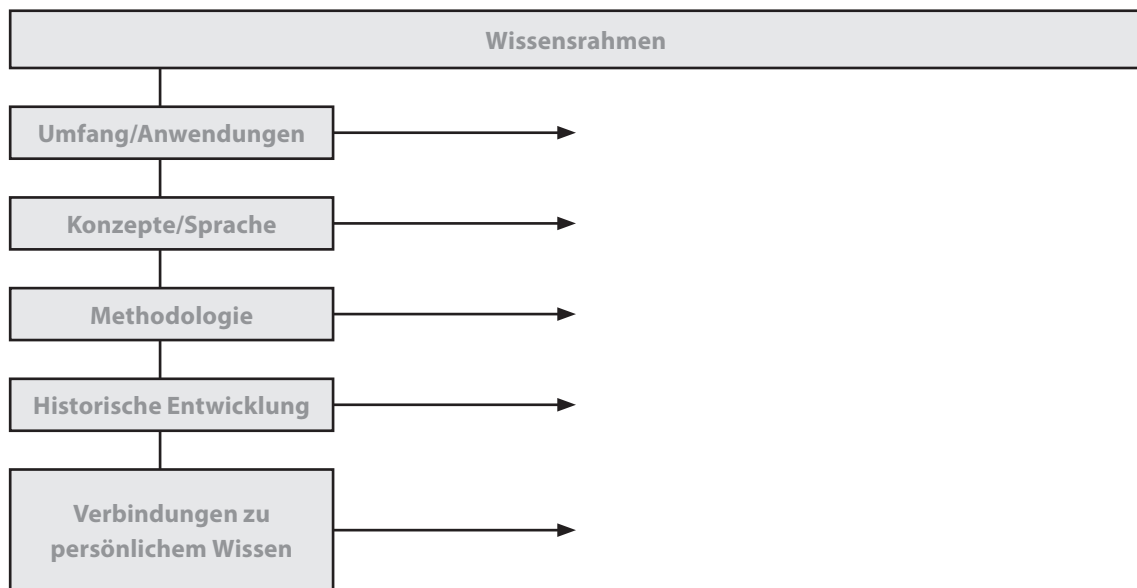 Wissensrahmen
Umfang/Anwendungen
Konzepte/Sprache
Methodologie
Historische Entwicklung
Verbindungen zu
persönlichem Wissen